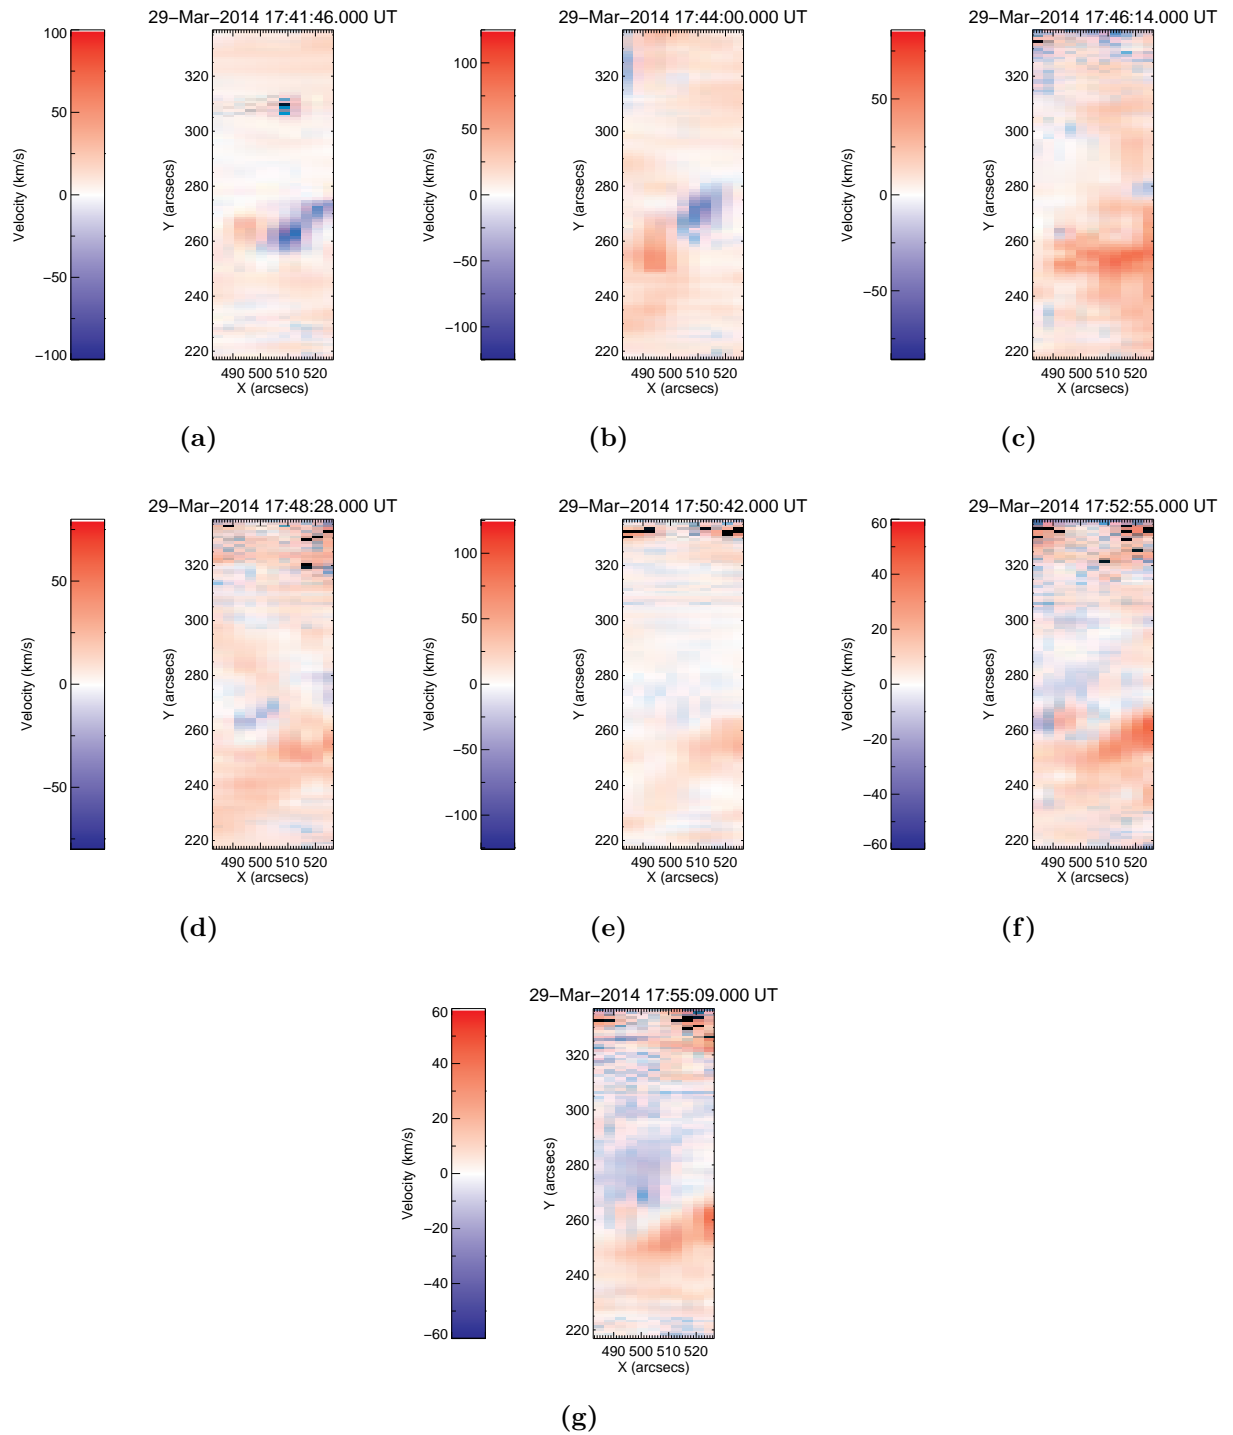 29-Mar-2014 17:41:46.000 UT
100
50
0
-50
-100
Velocity (km/s)
320
300
280
260
240
220
Y (arcsecs)
490 500 510 520
X (arcsecs)
(a)
29-Mar-2014 17:44:00.000 UT
100
50
0
-50
-100
Velocity (km/s)
320
300
280
260
240
220
Y (arcsecs)
490 500 510 520
X (arcsecs)
(b)
29-Mar-2014 17:46:14.000 UT
50
0
-50
Velocity (km/s)
320
300
280
260
240
220
Y (arcsecs)
490 500 510 520
X (arcsecs)
(c)
29-Mar-2014 17:48:28.000 UT
50
0
-50
Velocity (km/s)
320
300
280
260
240
220
Y (arcsecs)
490 500 510 520
X (arcsecs)
(d)
29-Mar-2014 17:50:42.000 UT
100
50
0
-50
-100
Velocity (km/s)
320
300
280
260
240
220
Y (arcsecs)
490 500 510 520
X (arcsecs)
(e)
29-Mar-2014 17:52:55.000 UT
60
40
20
0
-20
-40
-60
Velocity (km/s)
320
300
280
260
240
220
Y (arcsecs)
490 500 510 520
X (arcsecs)
(f)
29-Mar-2014 17:55:09.000 UT
60
40
20
0
-20
-40
-60
Velocity (km/s)
320
300
280
260
240
220
Y (arcsecs)
490 500 510 520
X (arcsecs)
(g)